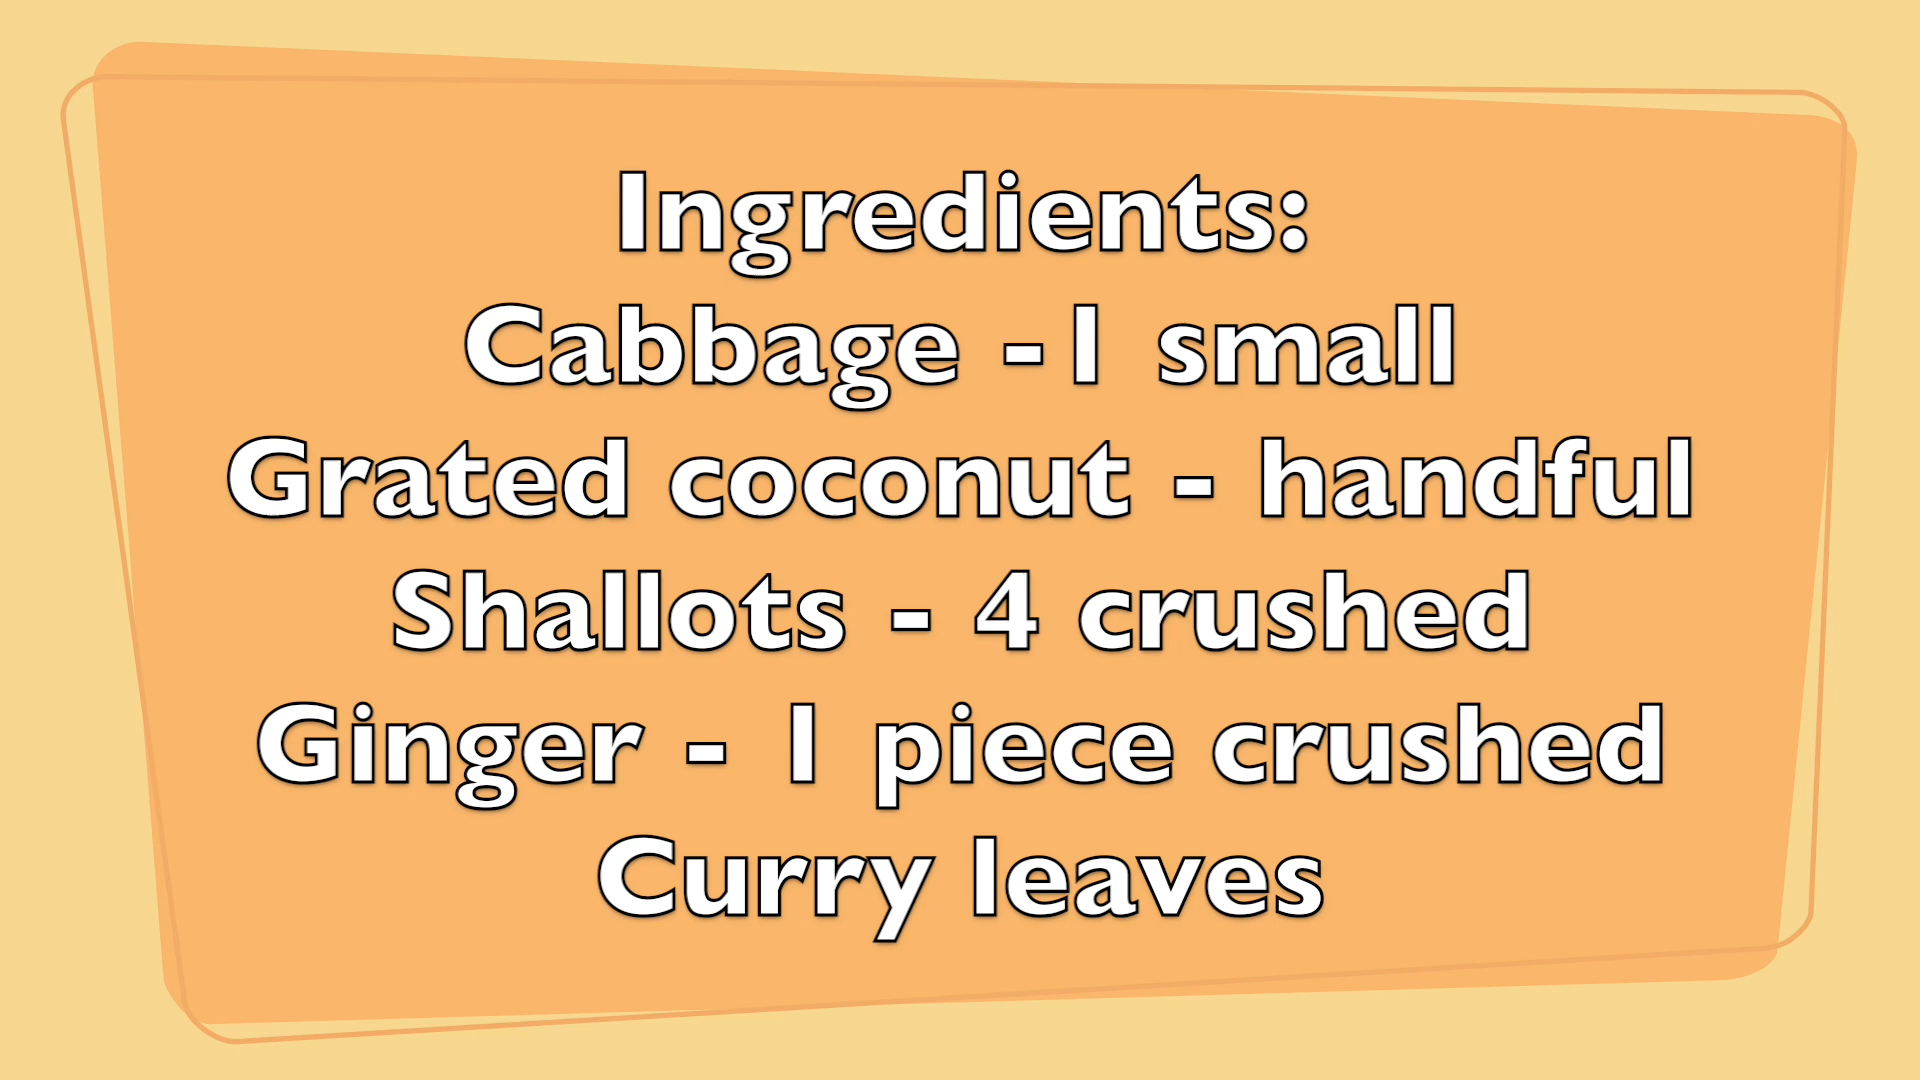 Ingredients:
Cabbage -1 small
Grated coconut - handful
Shallots - 4 crushed
Ginger - 1 piece crushed
Curry leaves